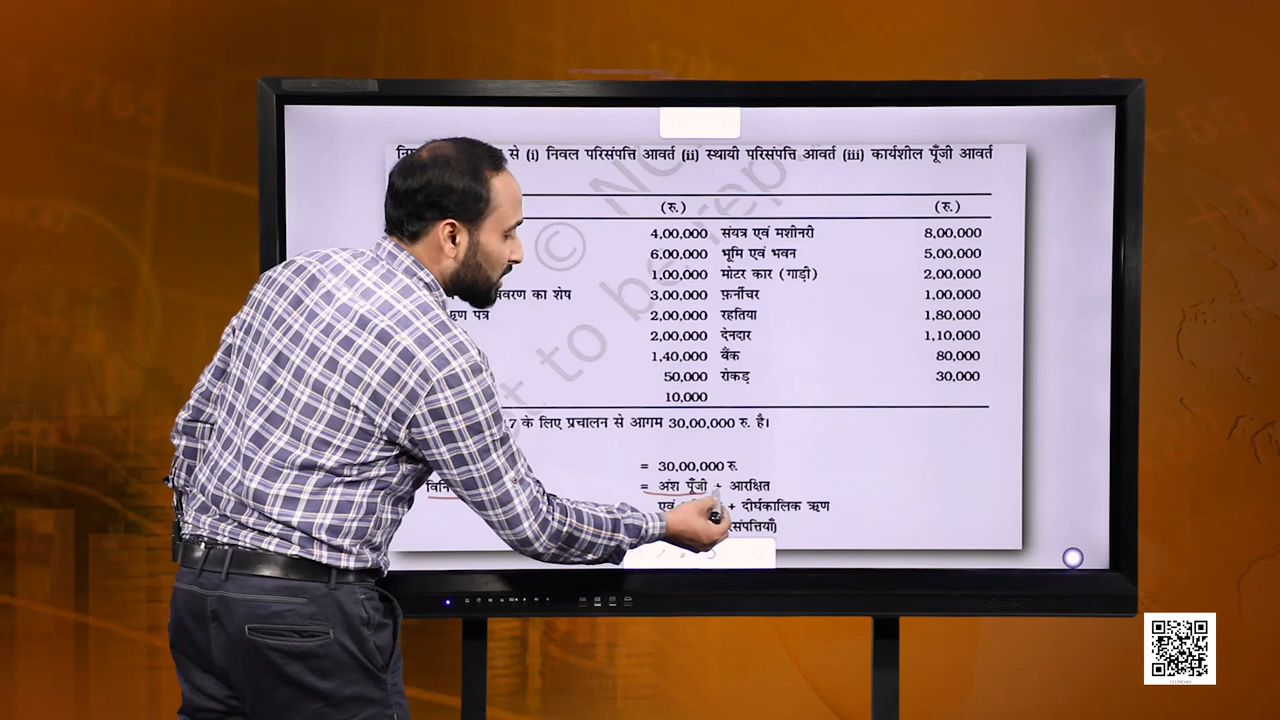 से (i) निवल परिसंपत्ति आवर्त (ii) स्थायी परिसंपत्ति आवर्त (iii) कार्यशील पूँजी आवर्त
(रु.) (रु.)
4,00,000 संयत्र एवं मशीनरी 8,00,000
6,00,000 भूमि एवं भवन 5,00,000
1,00,000 मोटर कार (गाड़ी) 2,00,000
का शेष 3,00,000 फ़र्नीचर 1,00,000
ऋण पत्र 2,00,000 रहतिया 1,80,000
2,00,000 देनदार 1,10,000
1,40,000 बैंक 80,000
50,000 रोकड़ 30,000
10,000
के लिए प्रचालन से आगम 30,00,000 रु. है।
= 30,00,000 रु.
= अंश पूँजी + आरक्षित
एवं + दीर्घकालिक ऋण